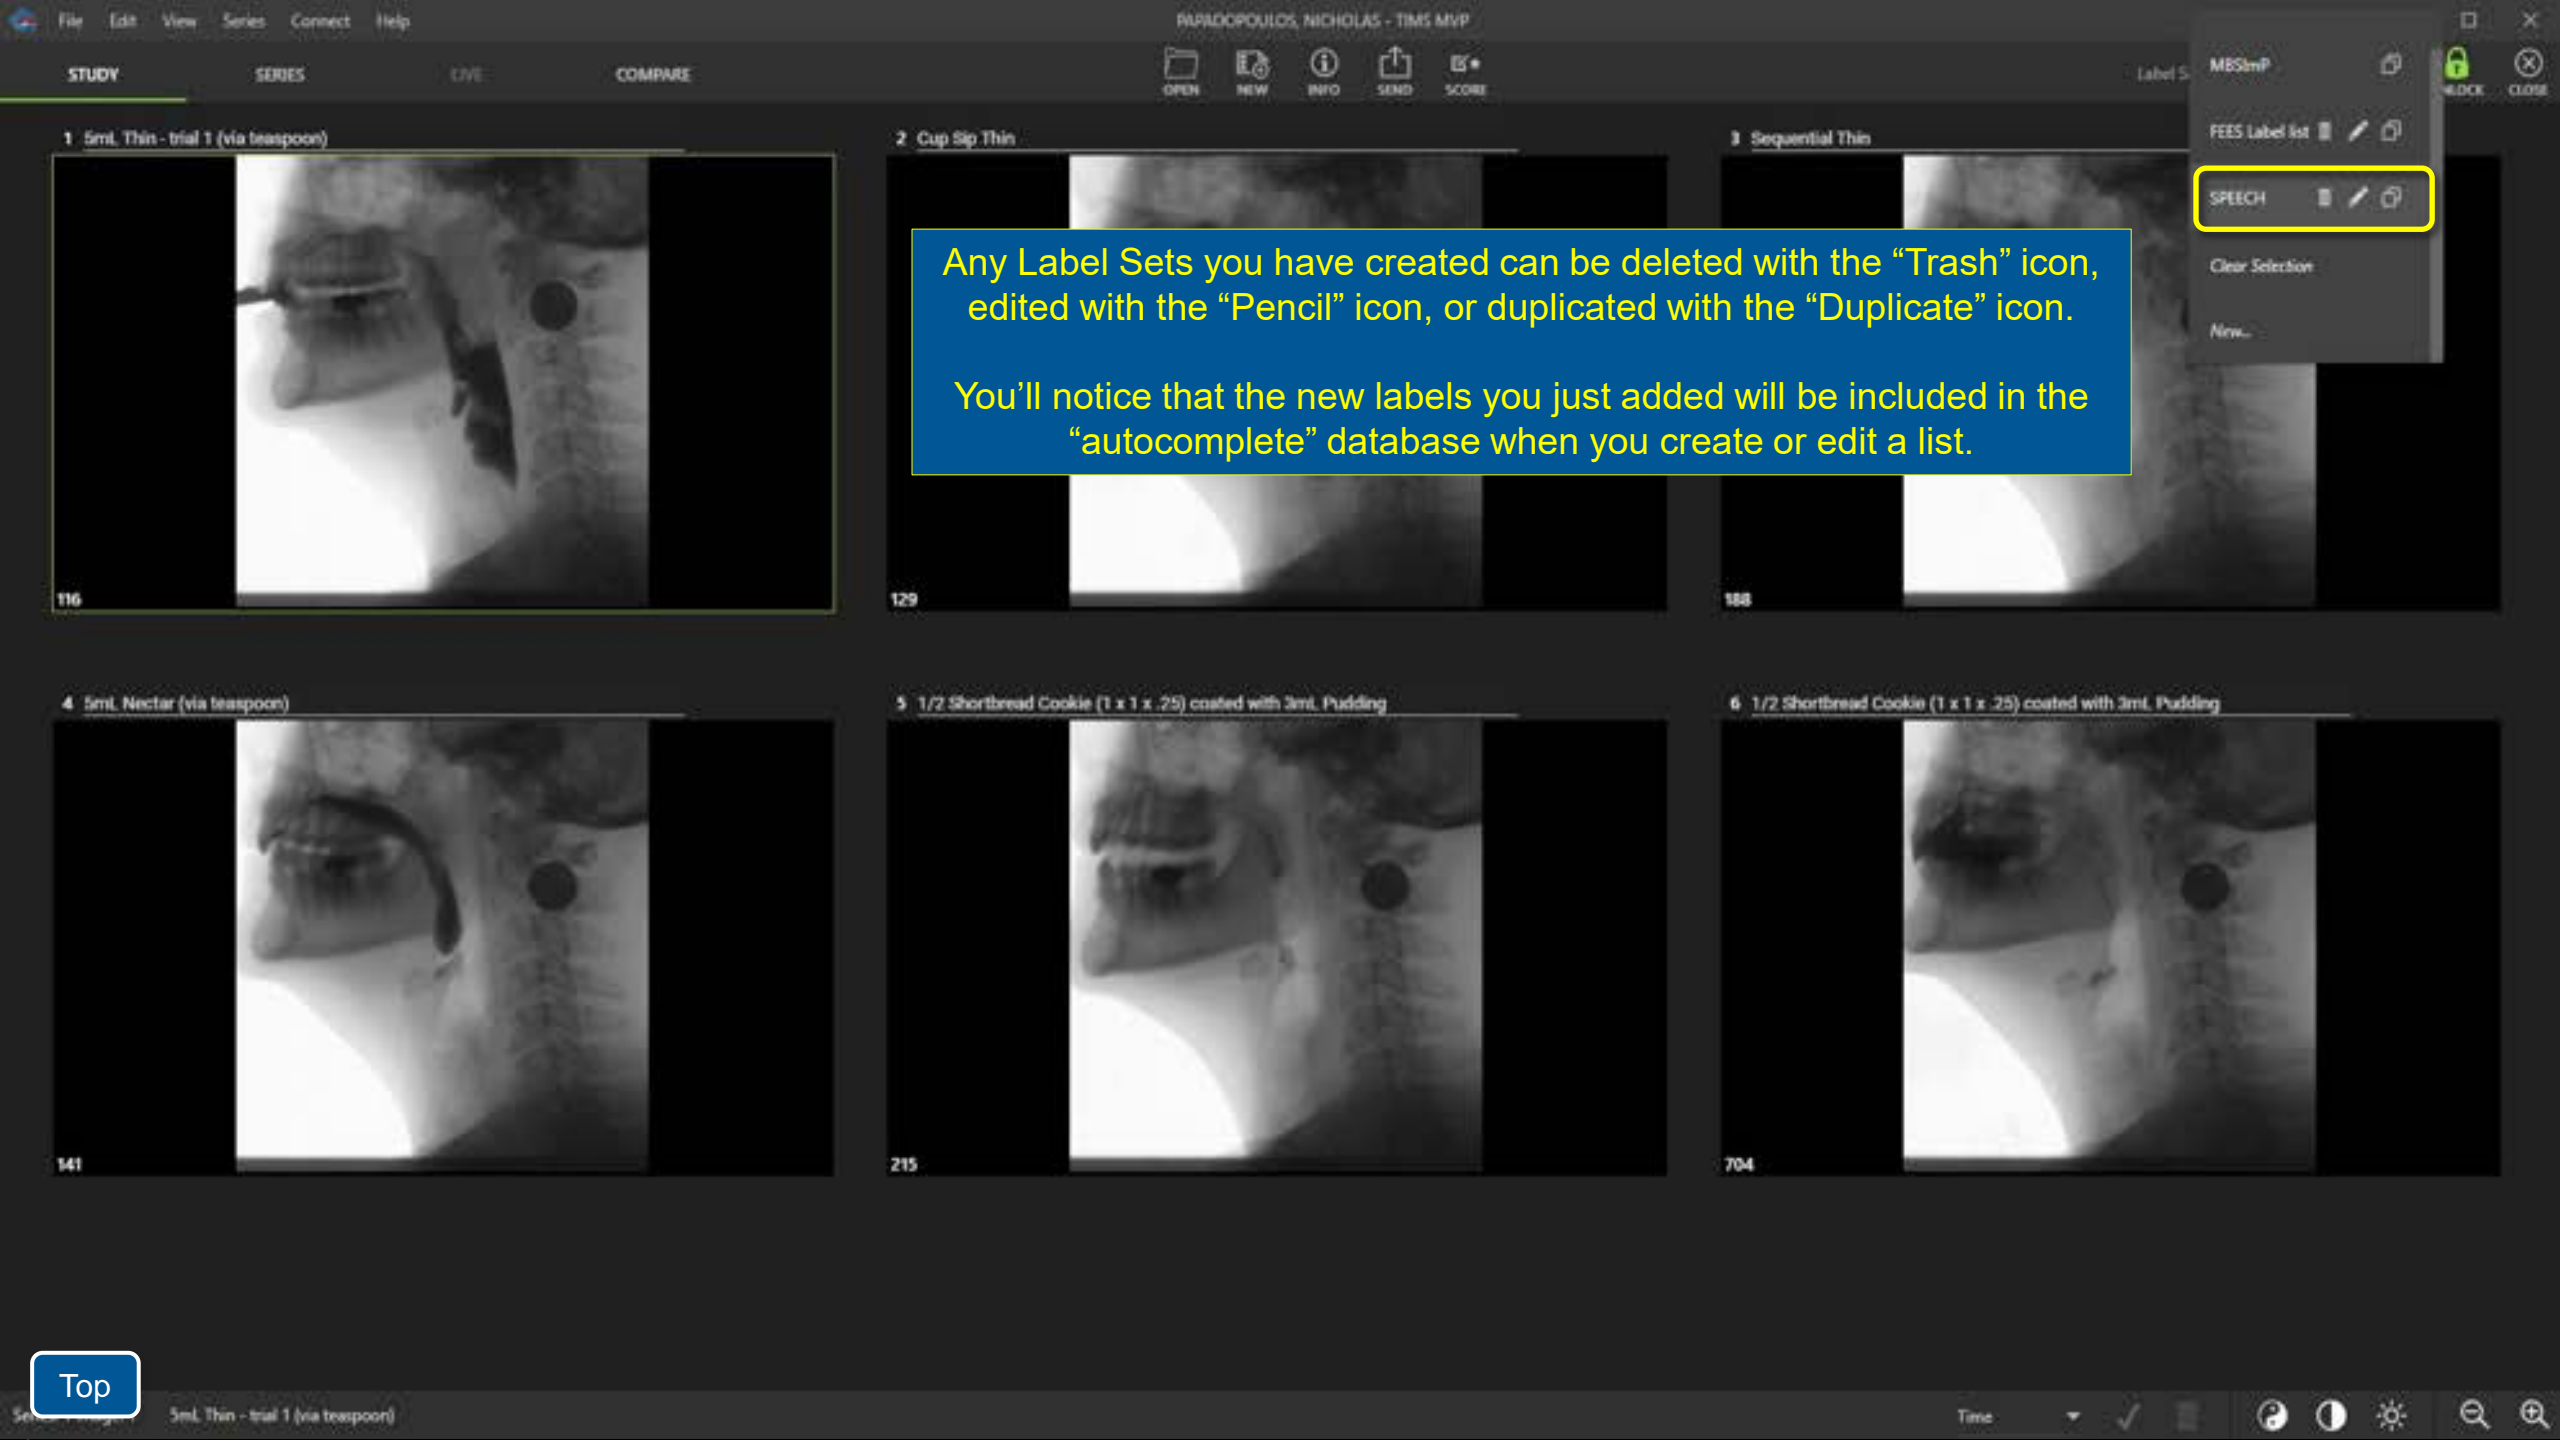 File Edit View Series Connect Help
PAPADOPOULOS, NICHOLAS - TIMS MVP
STUDY SERIES LIVE COMPARE
OPEN NEW INFO SEND SCORE
Label S
LOCK CLOSE
MBSImP
FEES Label list
SPEECH
Clear Selection
New...
1 5mL Thin - trial 1 (via teaspoon)
2 Cup Sip Thin
3 Sequential Thin
Any Label Sets you have created can be deleted with the “Trash” icon,
edited with the “Pencil” icon, or duplicated with the “Duplicate” icon.
You’ll notice that the new labels you just added will be included in the
“autocomplete” database when you create or edit a list.
116
129
188
4 5mL Nectar (via teaspoon)
5 1/2 Shortbread Cookie (1 x 1 x .25) coated with 3mL Pudding
6 1/2 Shortbread Cookie (1 x 1 x .25) coated with 3mL Pudding
141
215
704
Top
5mL Thin - trial 1 (via teaspoon)
Time